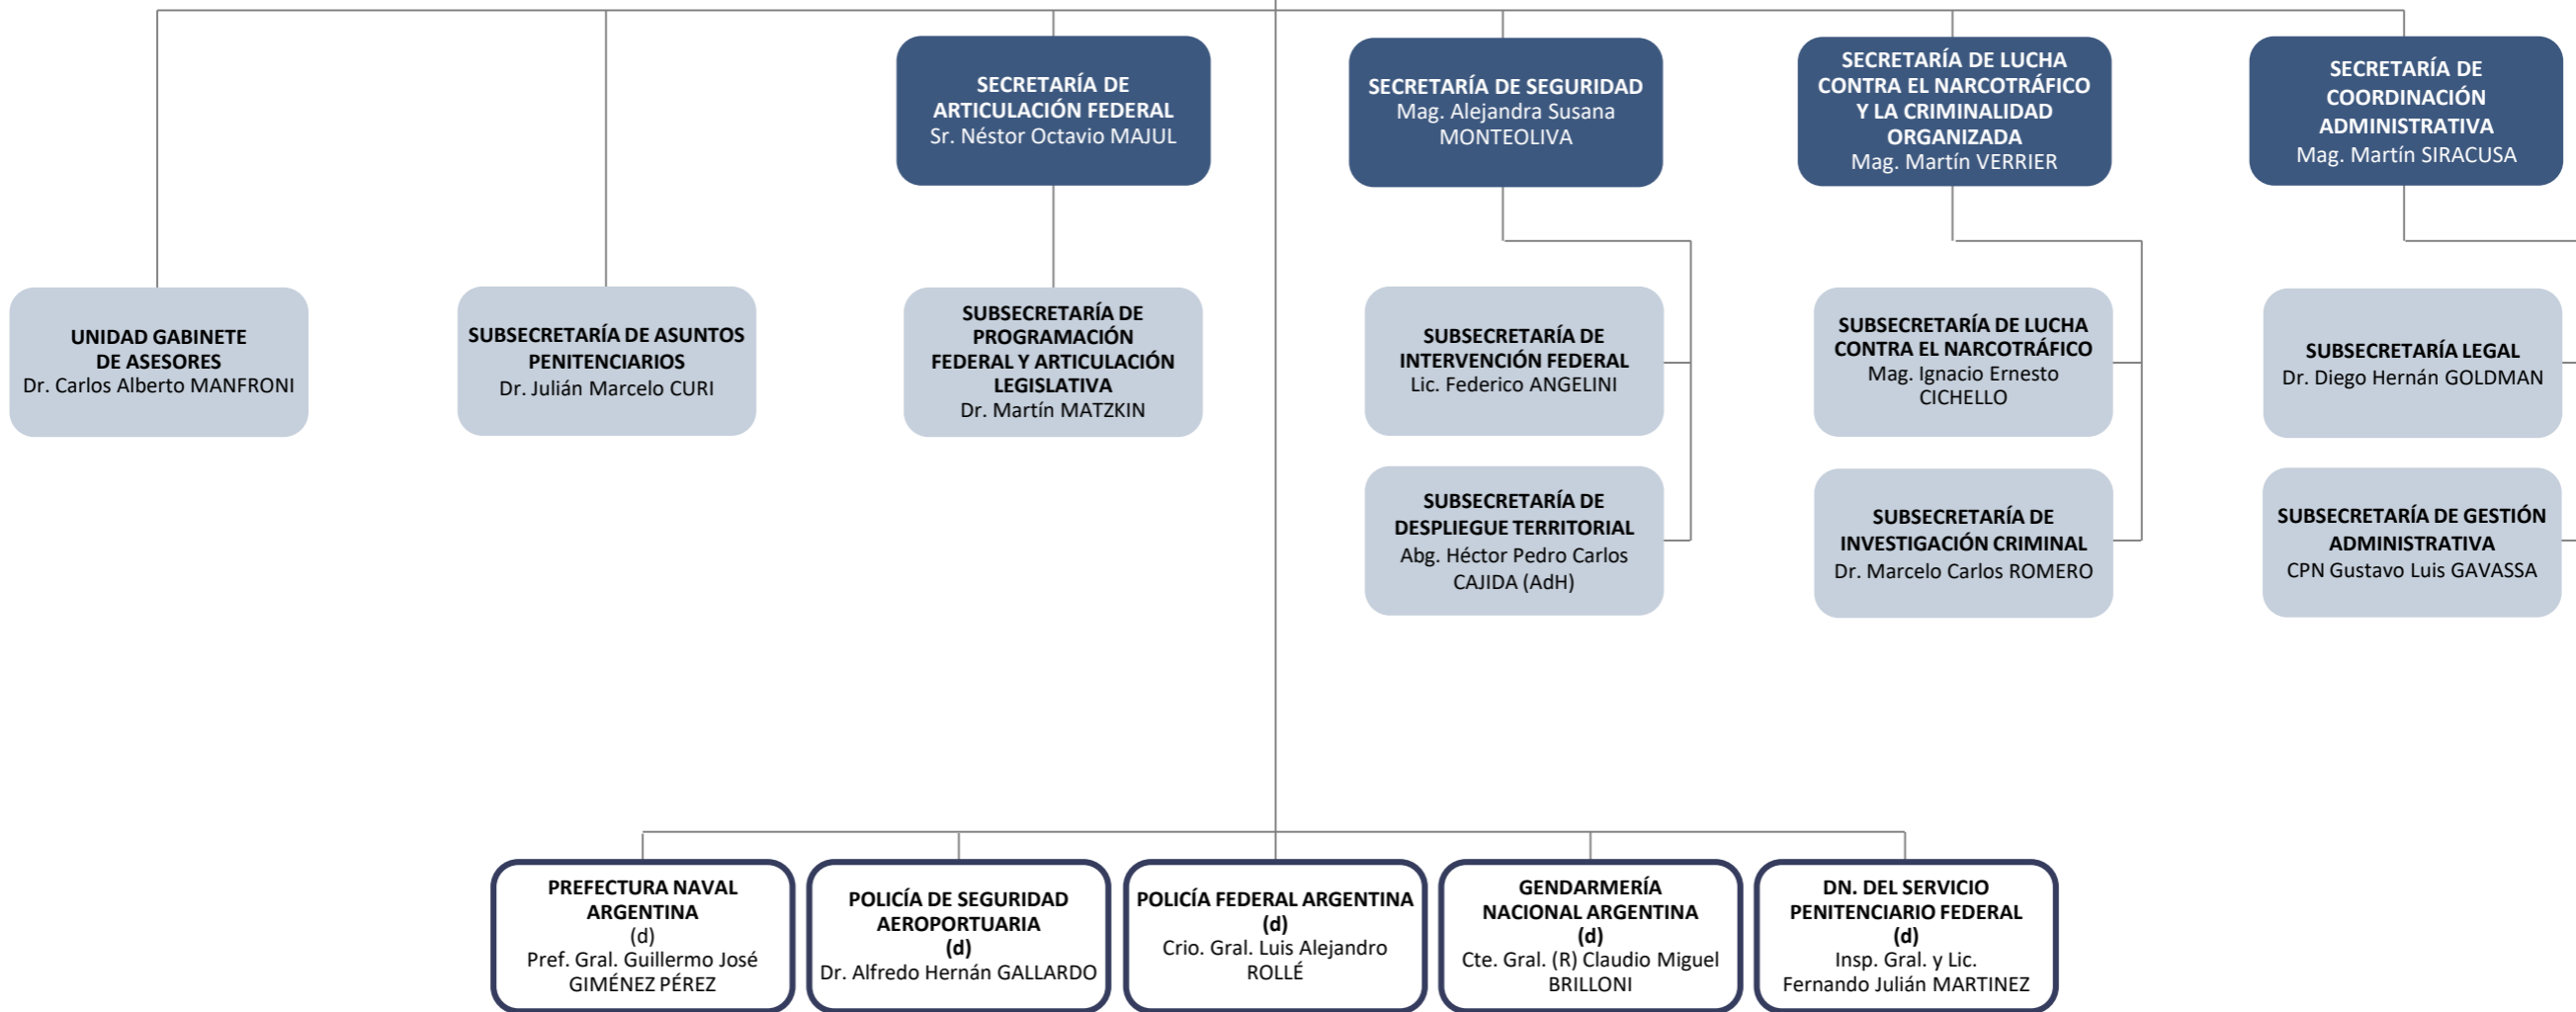 SECRETARÍA DE
ARTICULACIÓN FEDERAL
Sr. Néstor Octavio MAJUL
SECRETARÍA DE SEGURIDAD
Mag. Alejandra Susana
MONTEOLIVA
SECRETARÍA DE LUCHA
CONTRA EL NARCOTRÁFICO
Y LA CRIMINALIDAD
ORGANIZADA
Mag. Martín VERRIER
SECRETARÍA DE
COORDINACIÓN
ADMINISTRATIVA
Mag. Martín SIRACUSA
UNIDAD GABINETE
DE ASESORES
Dr. Carlos Alberto MANFRONI
SUBSECRETARÍA DE ASUNTOS
PENITENCIARIOS
Dr. Julián Marcelo CURI
SUBSECRETARÍA DE
PROGRAMACIÓN
FEDERAL Y ARTICULACIÓN
LEGISLATIVA
Dr. Martín MATZKIN
SUBSECRETARÍA DE
INTERVENCIÓN FEDERAL
Lic. Federico ANGELINI
SUBSECRETARÍA DE LUCHA
CONTRA EL NARCOTRÁFICO
Mag. Ignacio Ernesto
CICHELLO
SUBSECRETARÍA LEGAL
Dr. Diego Hernán GOLDMAN
SUBSECRETARÍA DE
DESPLIEGUE TERRITORIAL
Abg. Héctor Pedro Carlos
CAJIDA (AdH)
SUBSECRETARÍA DE
INVESTIGACIÓN CRIMINAL
Dr. Marcelo Carlos ROMERO
SUBSECRETARÍA DE GESTIÓN
ADMINISTRATIVA
CPN Gustavo Luis GAVASSA
PREFECTURA NAVAL
ARGENTINA
(d)
Pref. Gral. Guillermo José
GIMÉNEZ PÉREZ
POLICÍA DE SEGURIDAD
AEROPORTUARIA
(d)
Dr. Alfredo Hernán GALLARDO
POLICÍA FEDERAL ARGENTINA
(d)
Crio. Gral. Luis Alejandro
ROLLÉ
GENDARMERÍA
NACIONAL ARGENTINA
(d)
Cte. Gral. (R) Claudio Miguel
BRILLONI
DN. DEL SERVICIO
PENITENCIARIO FEDERAL
(d)
Insp. Gral. y Lic.
Fernando Julián MARTINEZ